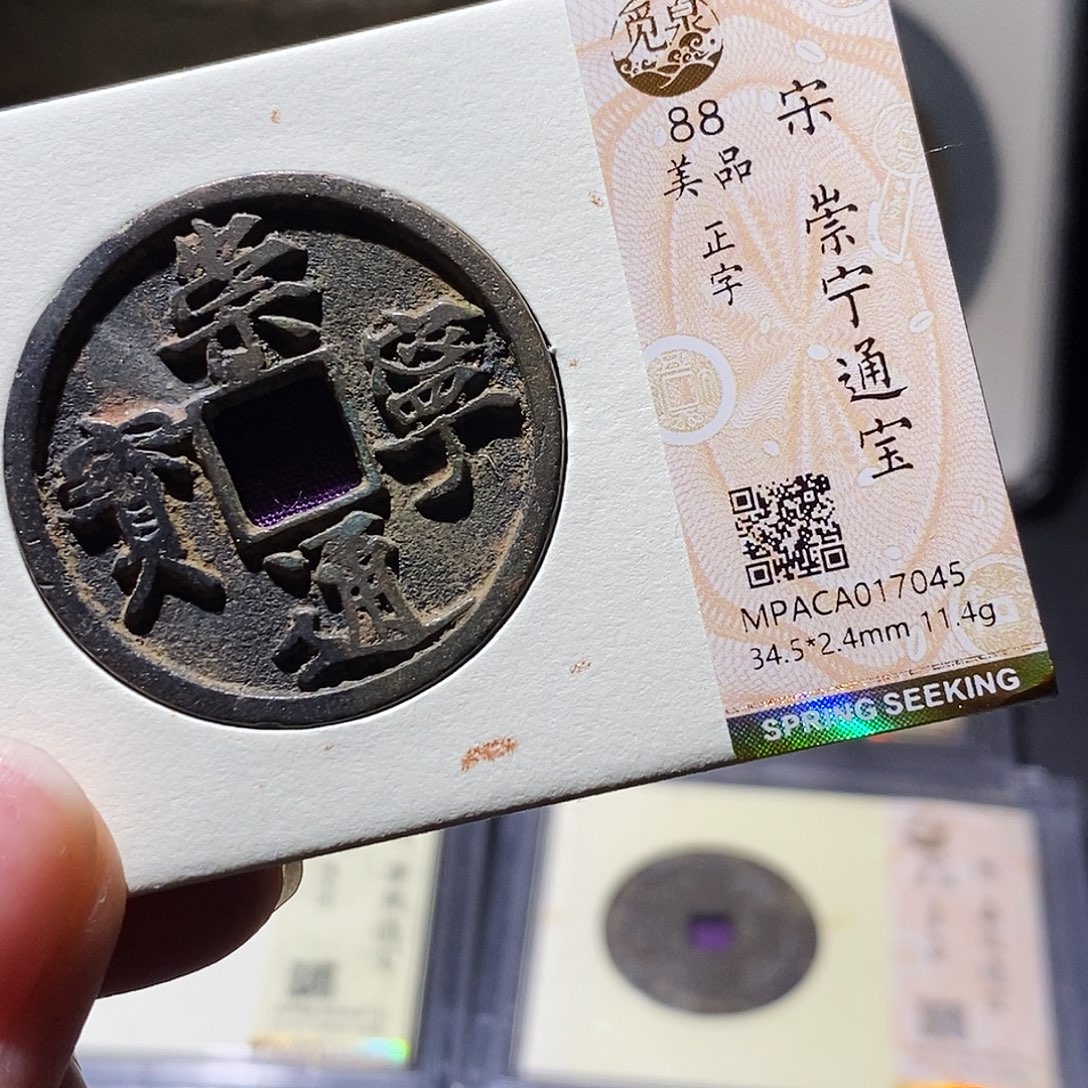 崇寧通寳
觅泉
88
美品
正字
宋 崇宁通宝
MPACA017045
34.5*2.4mm 11.4g
SPRING SEEKING